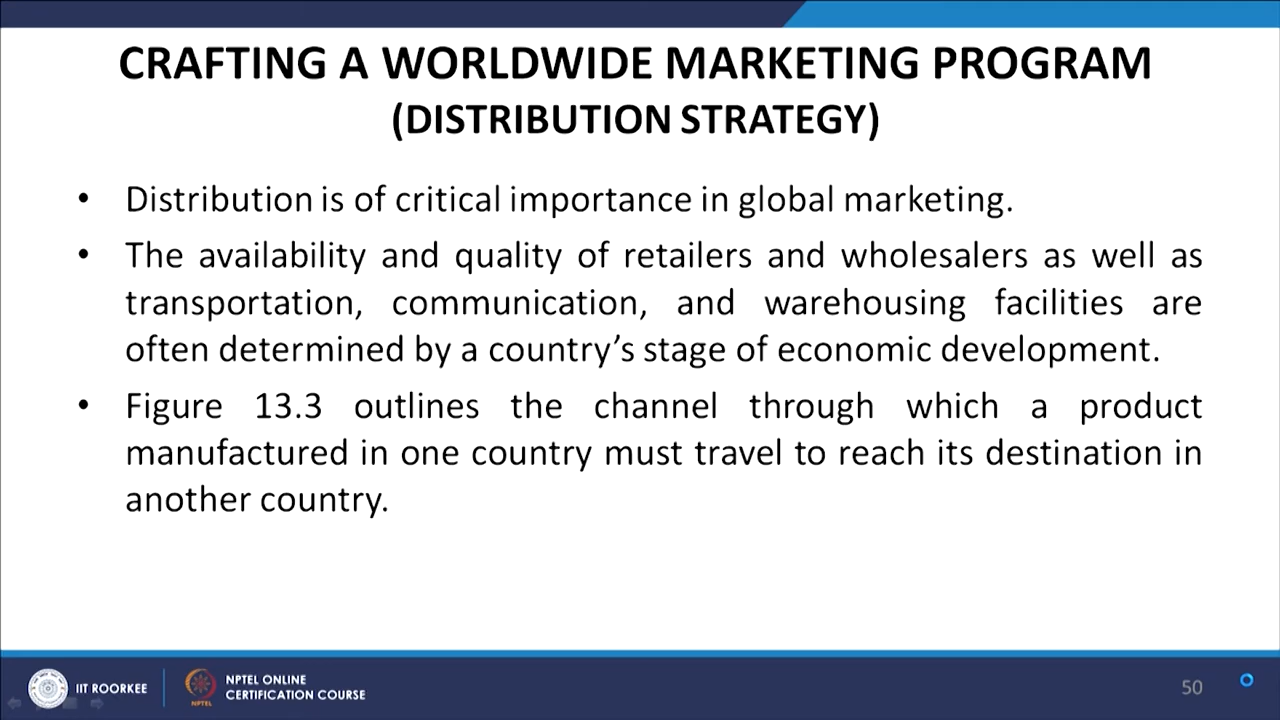 CRAFTING A WORLDWIDE MARKETING PROGRAM
(DISTRIBUTION STRATEGY)
• Distribution is of critical importance in global marketing.
• The availability and quality of retailers and wholesalers as well as
transportation, communication, and warehousing facilities are
often determined by a country’s stage of economic development.
• Figure 13.3 outlines the channel through which a product
manufactured in one country must travel to reach its destination in
another country.
IIT ROORKEE
NPTEL
NPTEL ONLINE
CERTIFICATION COURSE
50